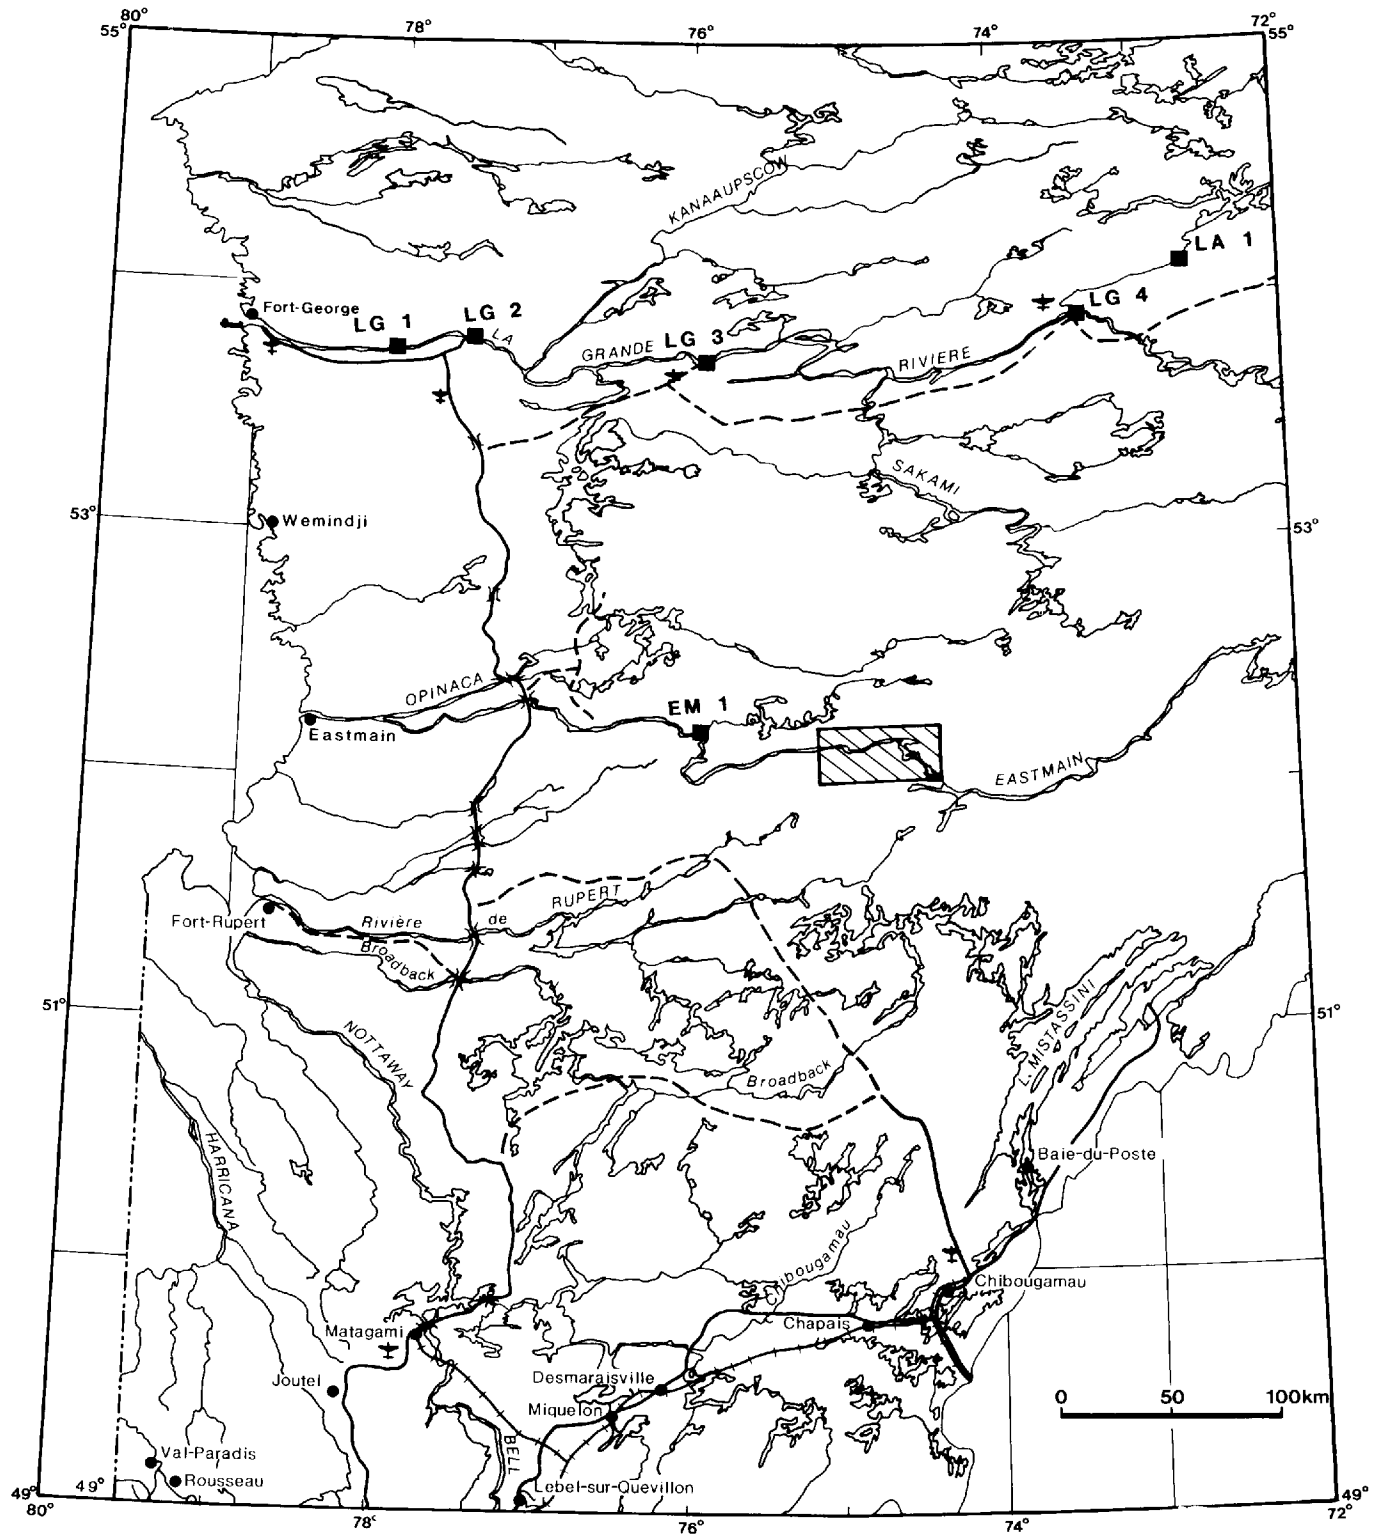 80°
78°
76°
74°
72°
55°
55°
KANAAUPSCOW
LA 1
LG 4
Fort-George
LG 1
LG 2
LA
GRANDE
LG 3
RIVIERE
SAKAMI
53°
Wemindji
53°
OPINACA
EM 1
Eastmain
EASTMAIN
Fort-Rupert
Rivière
de
RUPERT
Broadback
51°
51°
NOTTAWAY
L. MISTASSINI
Broadback
HARRICANA
Baie-du-Poste
Chibougamau
Chibougamau
Matagami
Chapais
Joutel
Desmaraisville
Miquelon
0 50 100km
BELL
Val-Paradis
Rousseau
Lebel-sur-Quévillon
49°
49°
49°
80°
78°
76°
74°
72°